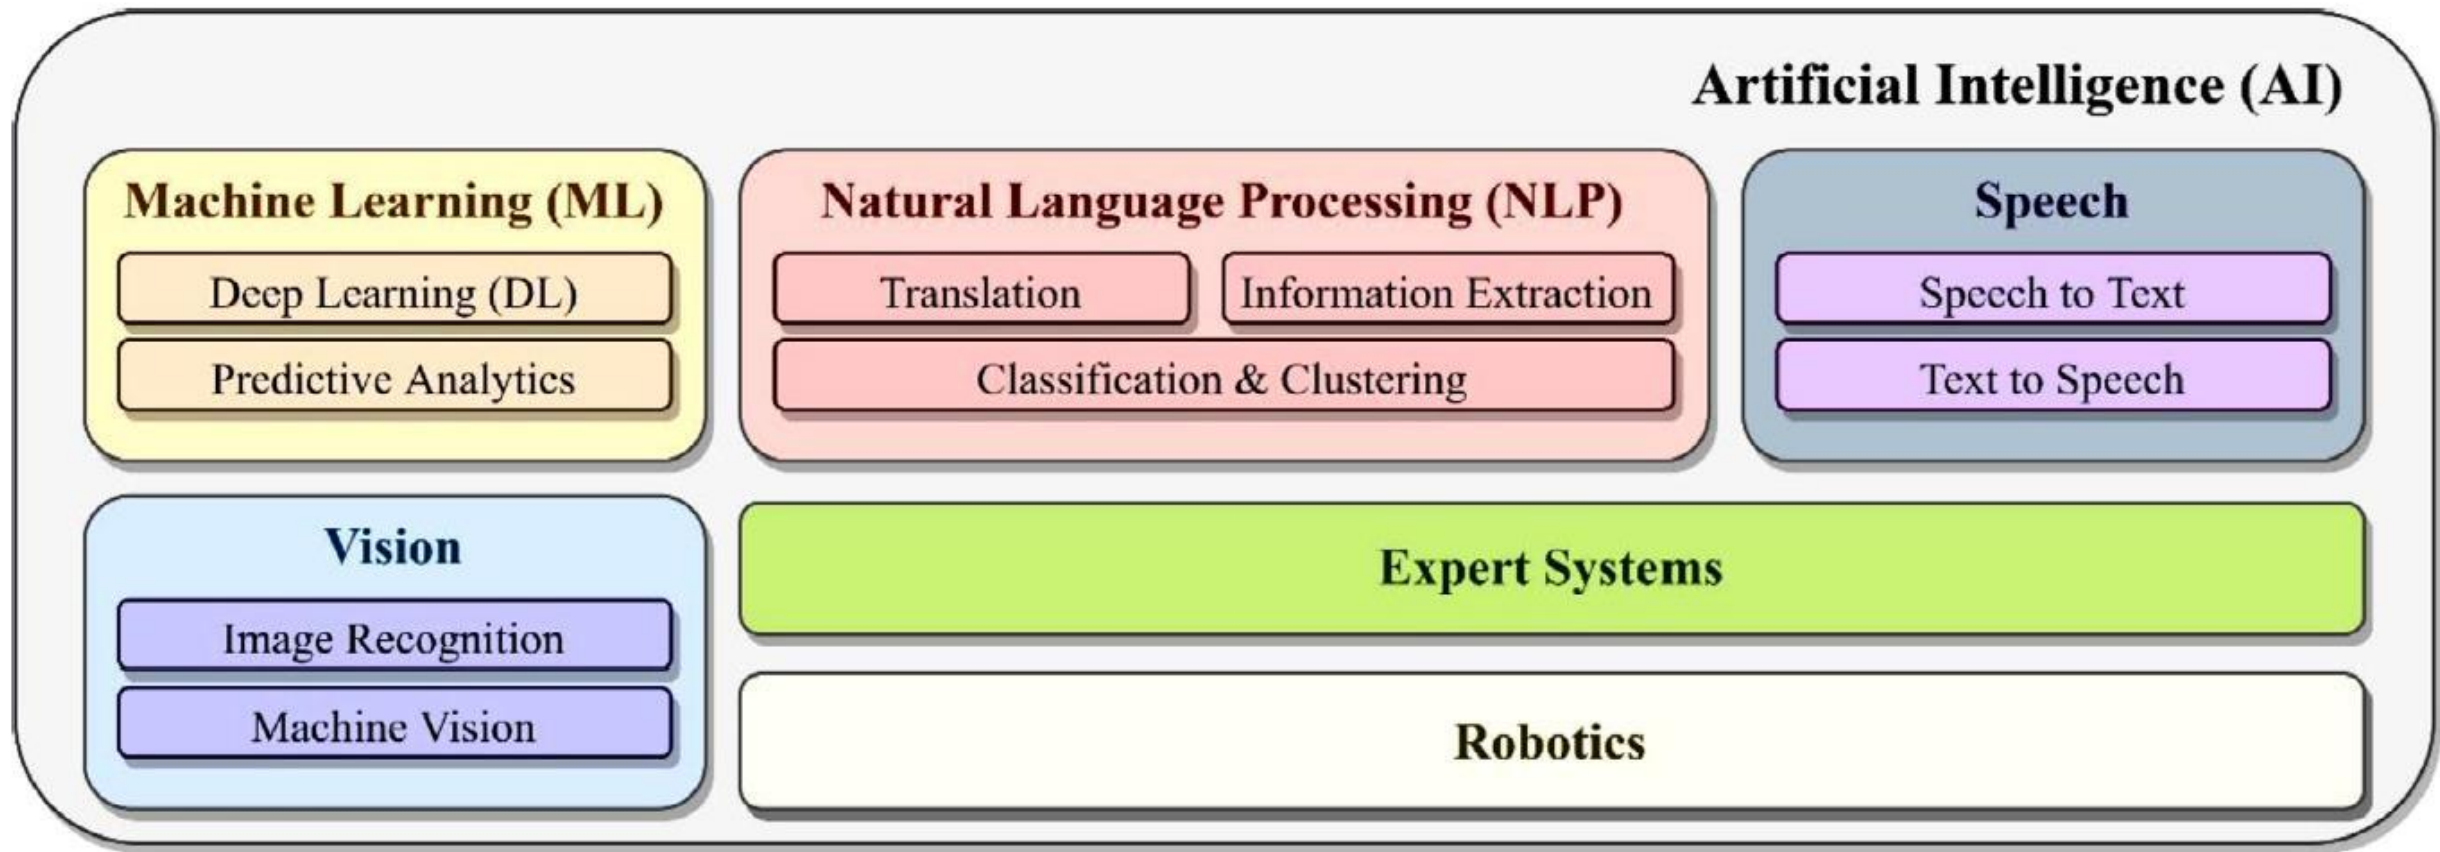 Artificial Intelligence (AI)
Machine Learning (ML)
Deep Learning (DL)
Predictive Analytics
Natural Language Processing (NLP)
Translation
Information Extraction
Classification & Clustering
Speech
Speech to Text
Text to Speech
Vision
Image Recognition
Machine Vision
Expert Systems
Robotics